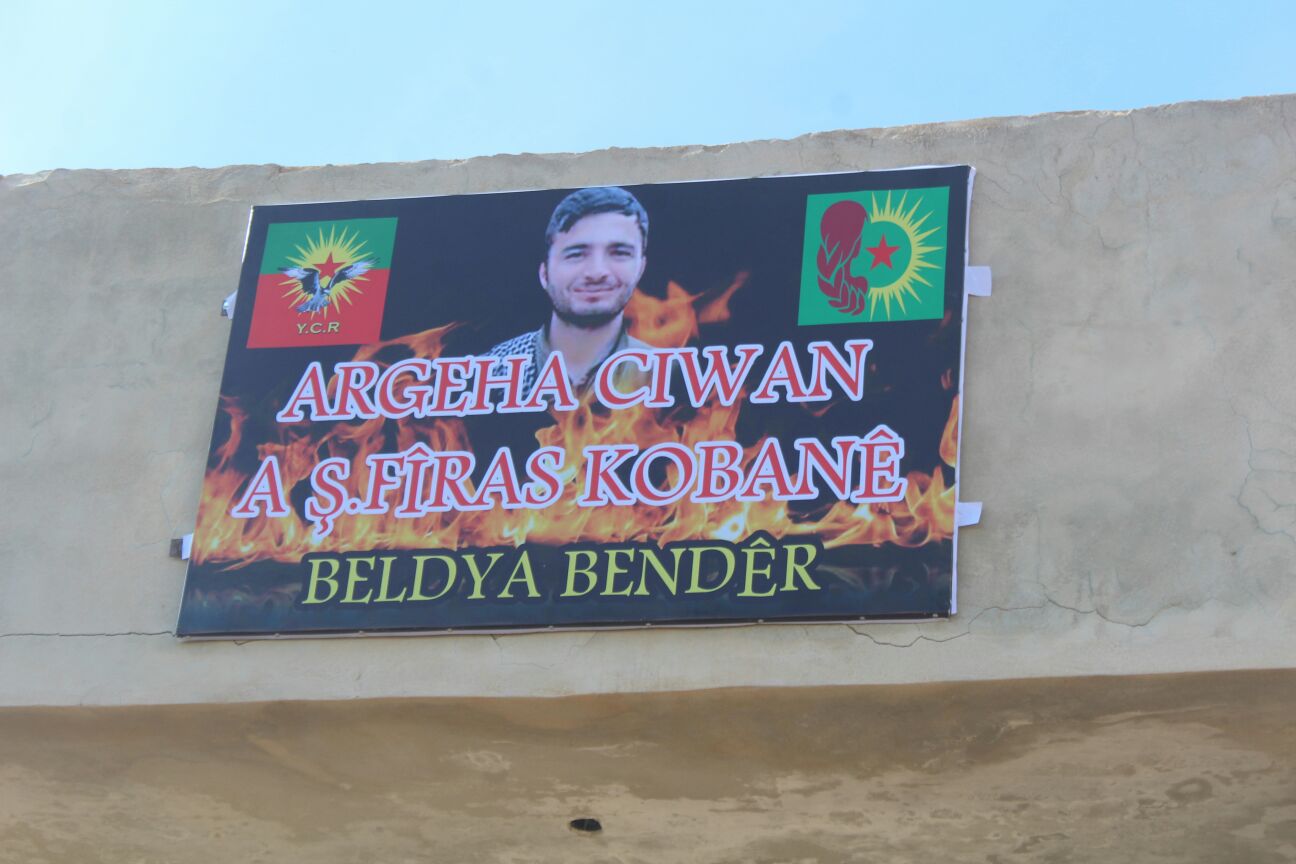 Y.C.R
ARGEHA CIWAN
A Ş.FÎRAS KOBANÊ
BELDYA BENDÊR